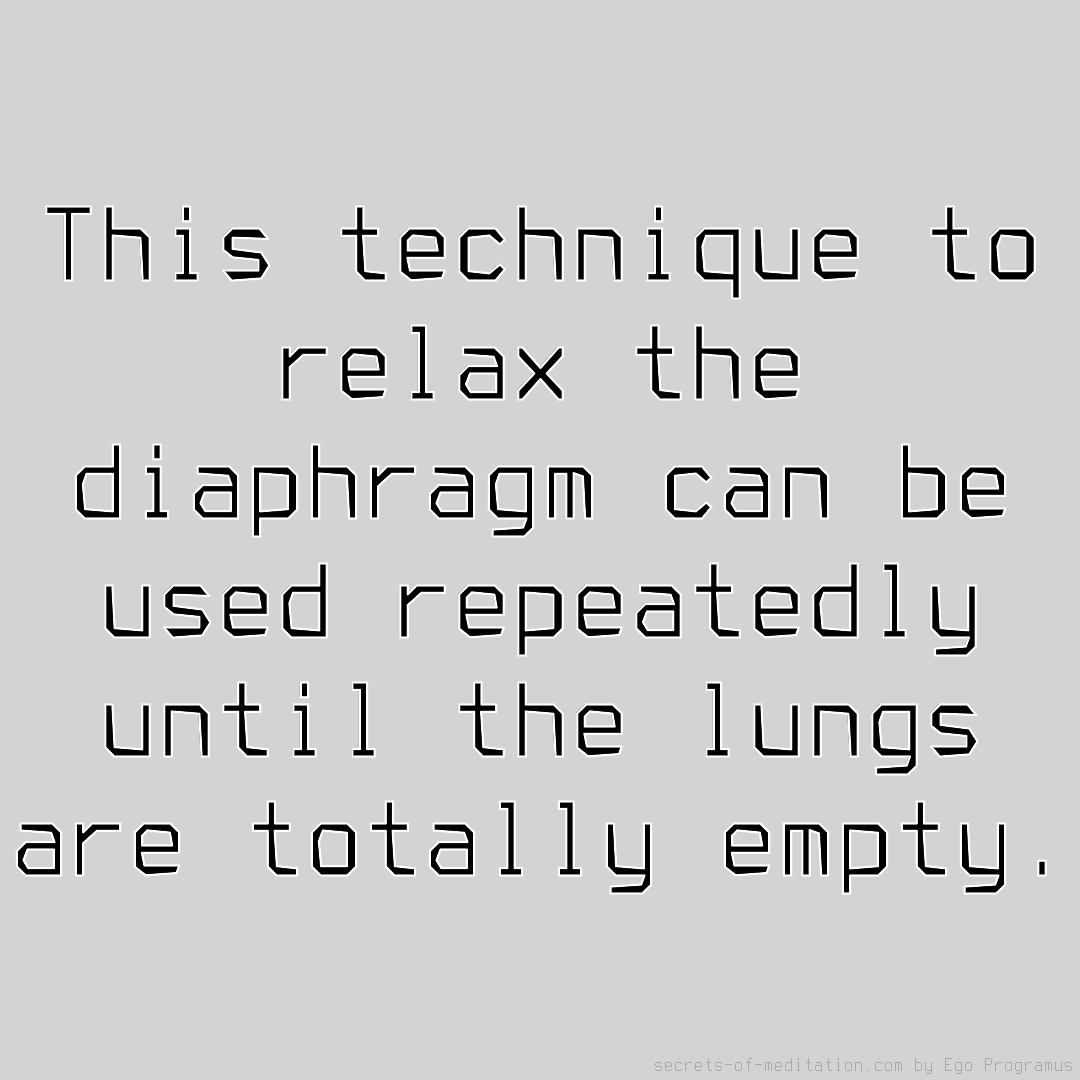 This technique to
relax the
diaphragm can be
used repeatedly
until the lungs
are totally empty.
secrets-of-meditation.com by Ego Programus